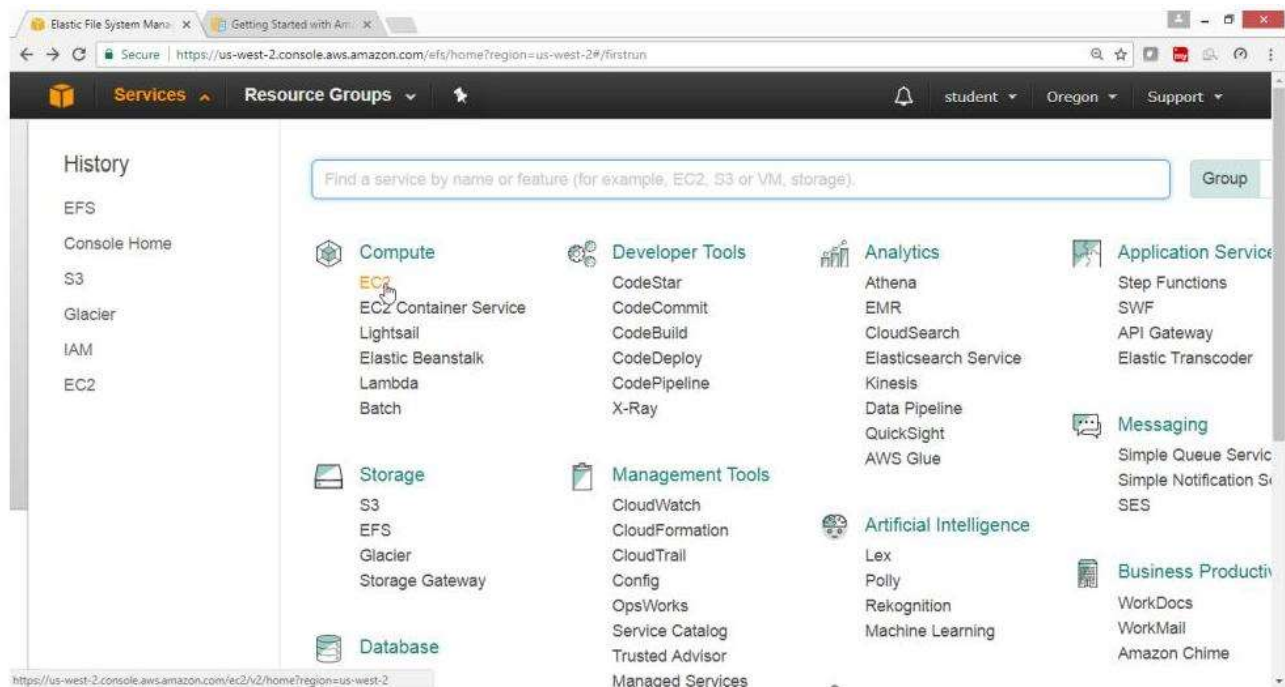 Elastic File System Mana
Getting Started with Am
Secure | https://us-west-2.console.aws.amazon.com/efs/home?region=us-west-2#/firstrun
Services
Resource Groups
student
Oregon
Support
History
EFS
Console Home
S3
Glacier
IAM
EC2
Find a service by name or feature (for example, EC2, S3 or VM, storage).
Group
Compute
EC2
EC2 Container Service
Lightsail
Elastic Beanstalk
Lambda
Batch
Storage
S3
EFS
Glacier
Storage Gateway
Database
Developer Tools
CodeStar
CodeCommit
CodeBuild
CodeDeploy
CodePipeline
X-Ray
Management Tools
CloudWatch
CloudFormation
CloudTrail
Config
OpsWorks
Service Catalog
Trusted Advisor
Managed Services
Analytics
Athena
EMR
CloudSearch
Elasticsearch Service
Kinesis
Data Pipeline
QuickSight
AWS Glue
Artificial Intelligence
Lex
Polly
Rekognition
Machine Learning
Application Service
Step Functions
SWF
API Gateway
Elastic Transcoder
Messaging
Simple Queue Servic
Simple Notification Se
SES
Business Productiv
WorkDocs
WorkMail
Amazon Chime
https://us-west-2.console.aws.amazon.com/ec2/v2/home?region=us-west-2